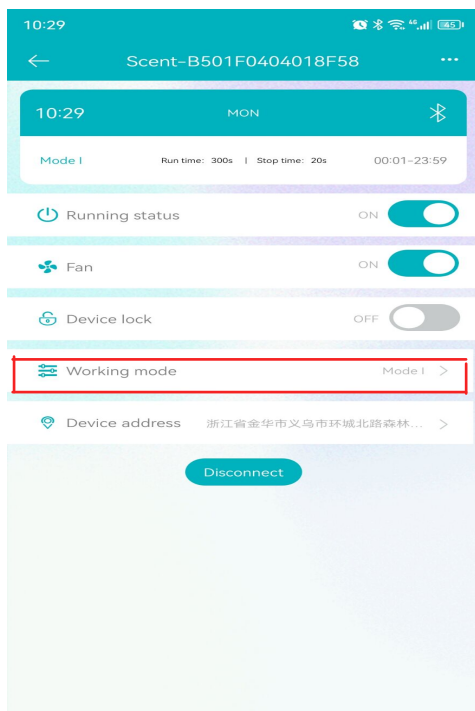 10:29 4G 45
Scent-B501F0404018F58 ...
10:29 MON
Mode I Run time: 300s | Stop time: 20s 00:01-23:59
Running status ON
Fan ON
Device lock OFF
Working mode Mode I >
Device address 浙江省金华市义乌市环城北路森林... >
Disconnect